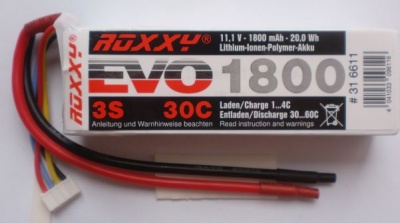 ROXXY®
11,1 V - 1800 mAh - 20,0 Wh
Lithium-Ionen-Polymer-Akku
ROXXY®
EVO 1800
# 31 6611
3S 30C
Laden/Charge 1...4C
Entladen/Discharge 30...60C
Anleitung und Warnhinweise beachten
Read instruction and warnings